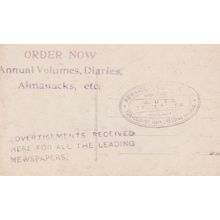 ORDER NOW
Annual Volumes, Diaries,
Almanacks, etc.
ADVERTISEMENTS RECEIVED
HERE FOR ALL THE LEADING
NEWSPAPERS.